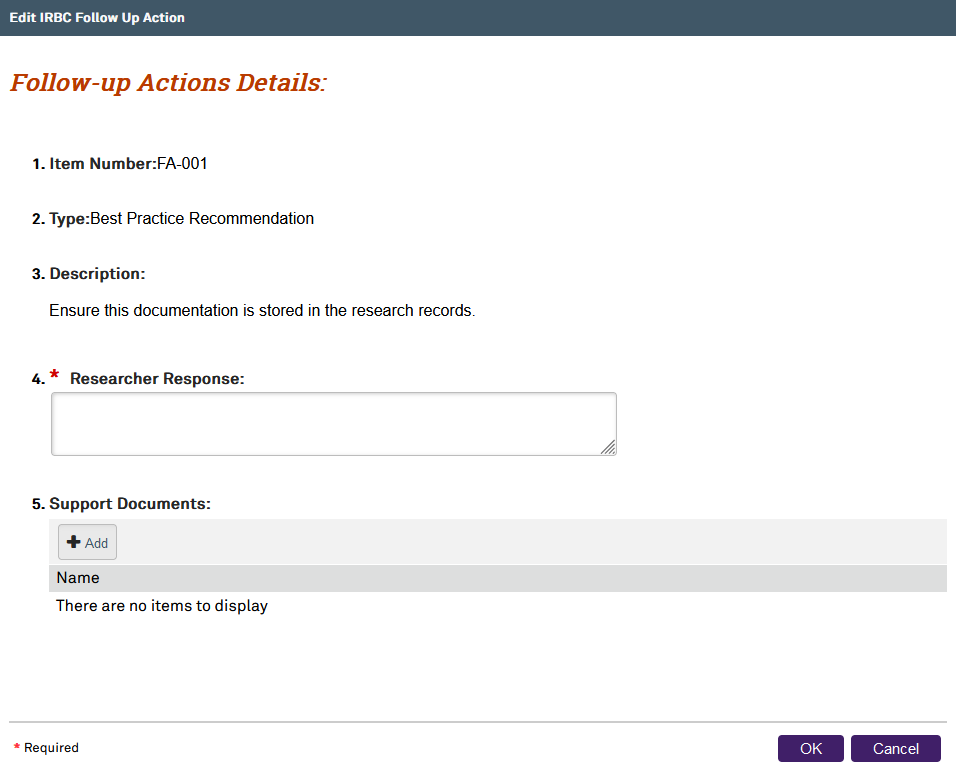 Edit IRBC Follow Up Action
Follow-up Actions Details:
1. Item Number:FA-001
2. Type:Best Practice Recommendation
3. Description:
Ensure this documentation is stored in the research records.
4. * Researcher Response:
5. Support Documents:
+ Add
Name
There are no items to display
* Required
OK
Cancel